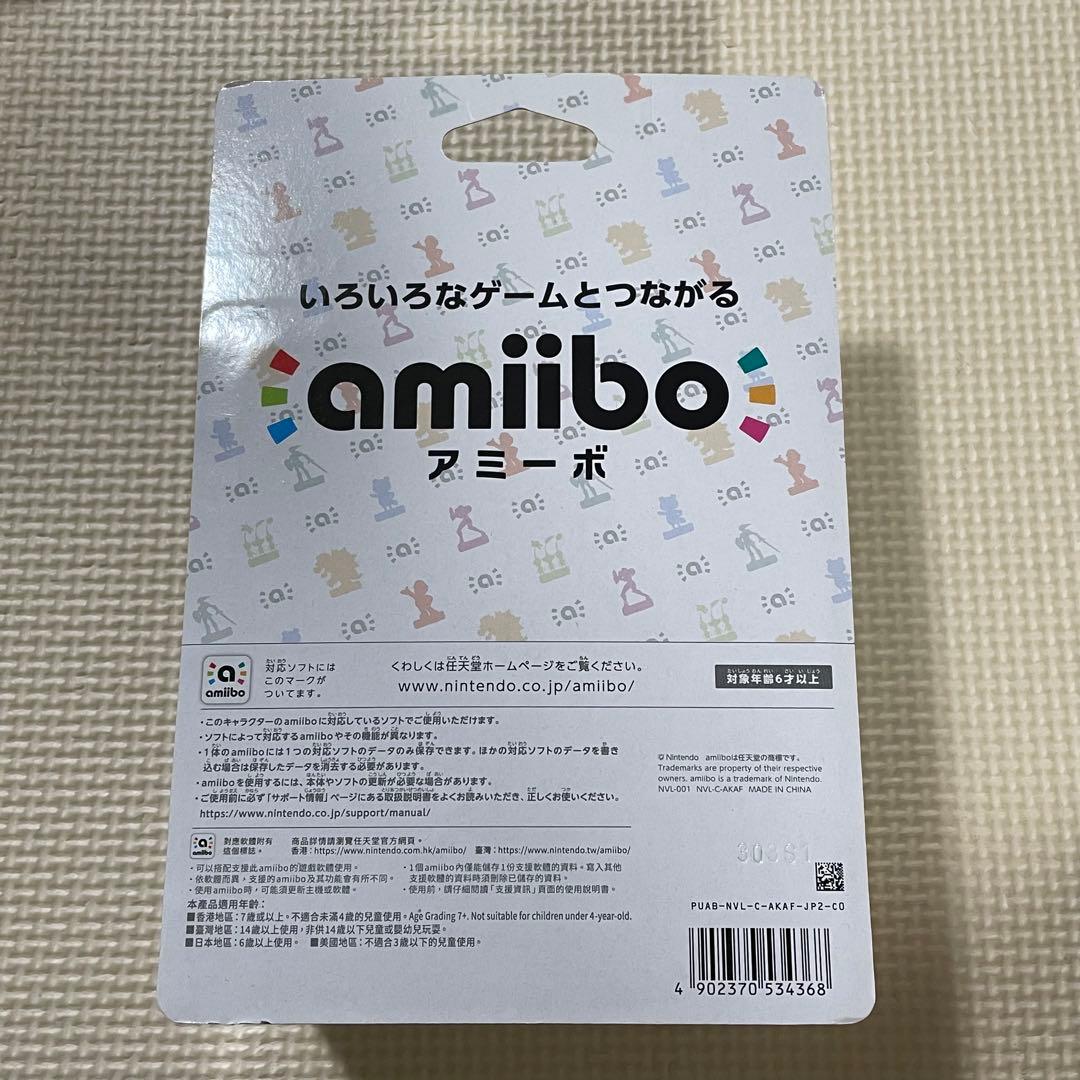 いろいろなゲームとつながる
amiibo
アミーボ
amiibo
対応ソフトには
このマークが
ついてます。
くわしくは任天堂ホームページをご覧ください。
www.nintendo.co.jp/amiibo/
対象年齢6才以上
・このキャラクターのamiiboに対応しているソフトでご使用いただけます。
・ソフトによって対応するamiiboやその機能が異なります。
・1体のamiiboには1つの対応ソフトのデータのみ保存できます。ほかの対応ソフトのデータを書き
込む場合は保存したデータを消去する必要があります。
・amiiboを使用するには、本体やソフトの更新が必要な場合があります。
・ご使用前に必ず「サポート情報」ページにある取扱説明書をよくお読みいただき、正しくお使いください。
https://www.nintendo.co.jp/support/manual/
© Nintendo amiiboは任天堂の商標です。
Trademarks are property of their respective
owners. amiibo is a trademark of Nintendo.
NVL-001 NVL-C-AKAF MADE IN CHINA
amiibo
對應軟體附有
這個標誌。
商品詳情請瀏覽任天堂官方網頁。
香港：https://www.nintendo.com.hk/amiibo/ 臺灣：https://www.nintendo.tw/amiibo/
・可以搭配支援此amiibo的遊戲軟體使用。
・依軟體而異，支援的amiibo及其功能會有所不同。
・使用amiibo時，可能須更新主機或軟體。
・1個amiibo內僅能儲存1份支援軟體的資料。寫入其他
支援軟體的資料時須刪除已儲存的資料。
・使用前，請仔細閱讀「支援資訊」頁面的使用說明書。
本產品適用年齡：
■香港地區：7歲或以上。不適合未滿4歲的兒童使用。Age Grading 7+. Not suitable for children under 4-year-old.
■臺灣地區：14歲以上使用，非供14歲以下兒童或嬰幼兒玩耍。
■日本地區：6歲以上使用。 ■美國地區：不適合3歲以下的兒童使用。
PUAB-NVL-C-AKAF-JP2-C0
4 902370 534368